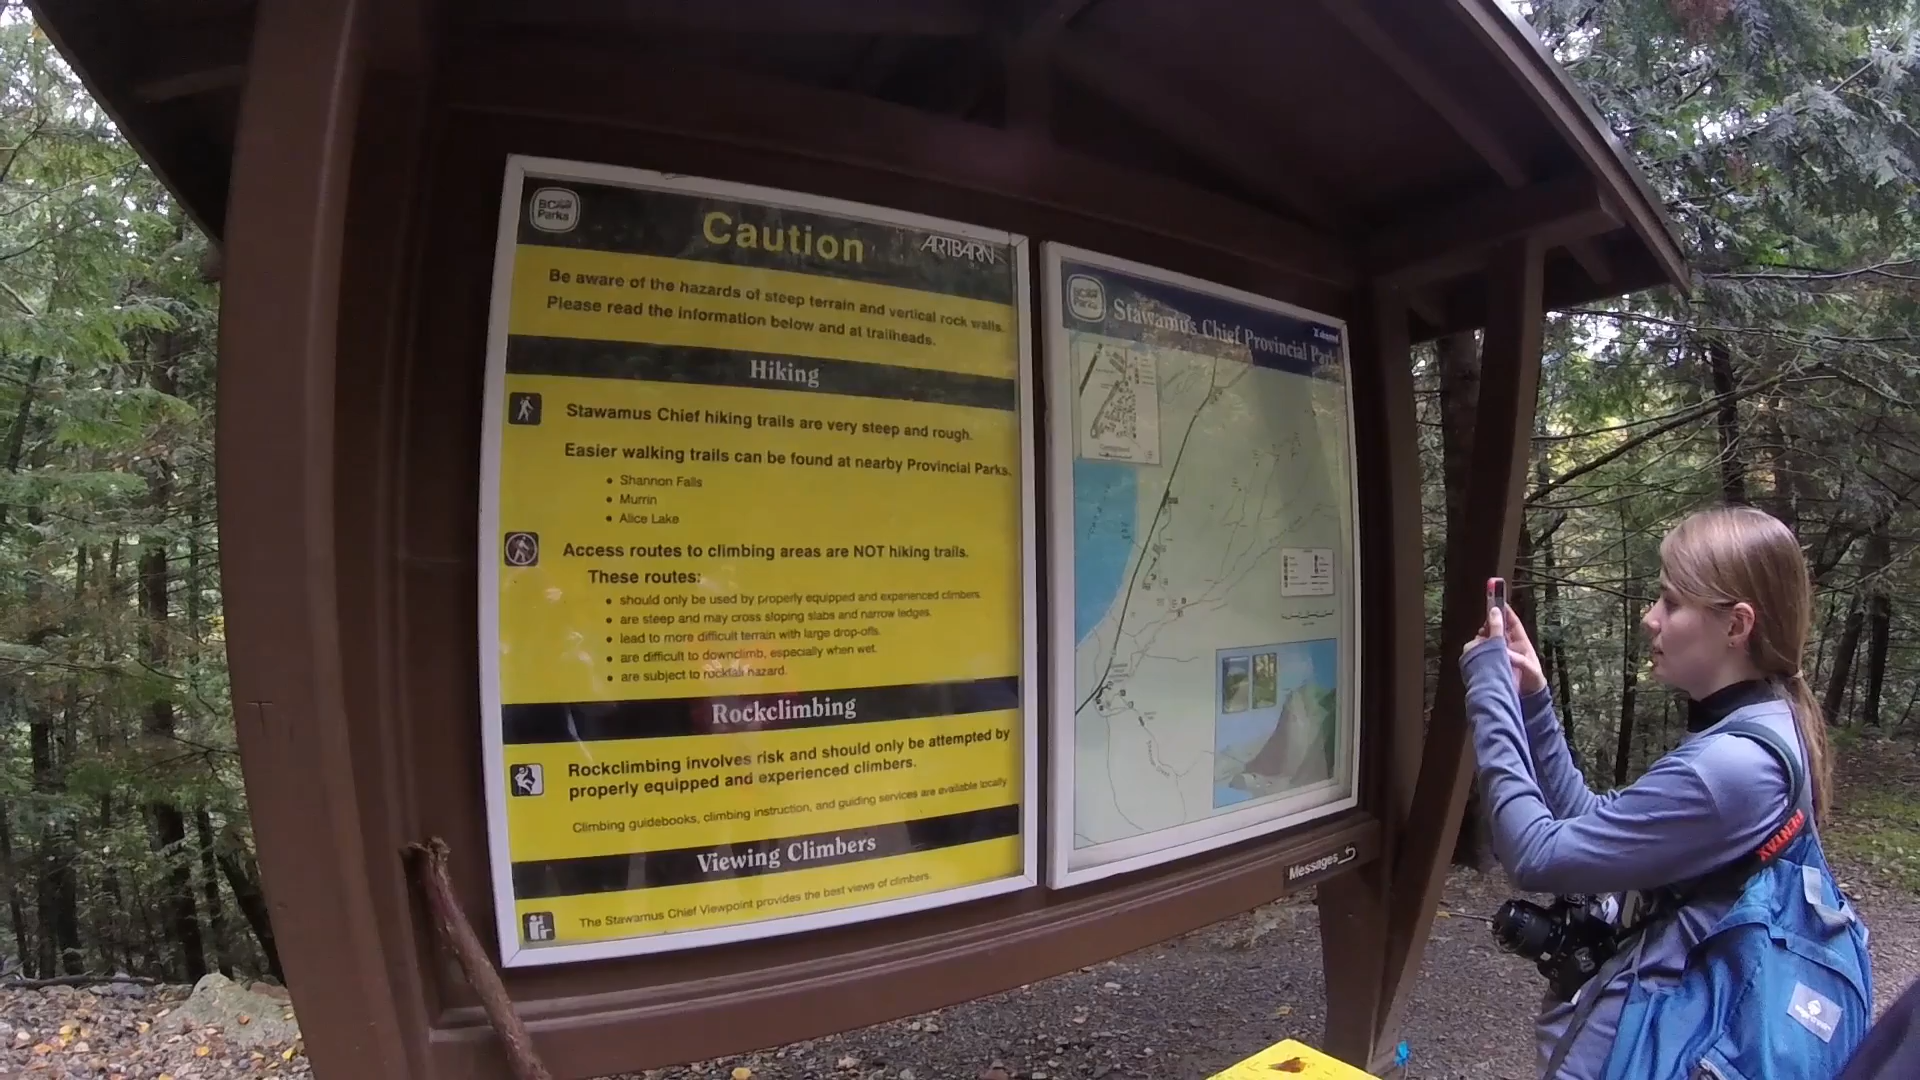 BC
Parks
Caution
ARTBARN
Be aware of the hazards of steep terrain and vertical rock walls.
Please read the information below and at trailheads.
Hiking
Stawamus Chief hiking trails are very steep and rough.
Easier walking trails can be found at nearby Provincial Parks.
• Shannon Falls
• Murrin
• Alice Lake
Access routes to climbing areas are NOT hiking trails.
These routes:
• should only be used by properly equipped and experienced climbers.
• are steep and may cross sloping slabs and narrow ledges.
• lead to more difficult terrain with large drop-offs.
• are difficult to downclimb, especially when wet.
• are subject to rockfall hazard.
Rockclimbing
Rockclimbing involves risk and should only be attempted by
properly equipped and experienced climbers.
Climbing guidebooks, climbing instruction, and guiding services are available locally
Viewing Climbers
The Stawamus Chief Viewpoint provides the best views of climbers.
BC
Parks
Stawamus Chief Provincial Park
Messages
PENTAX